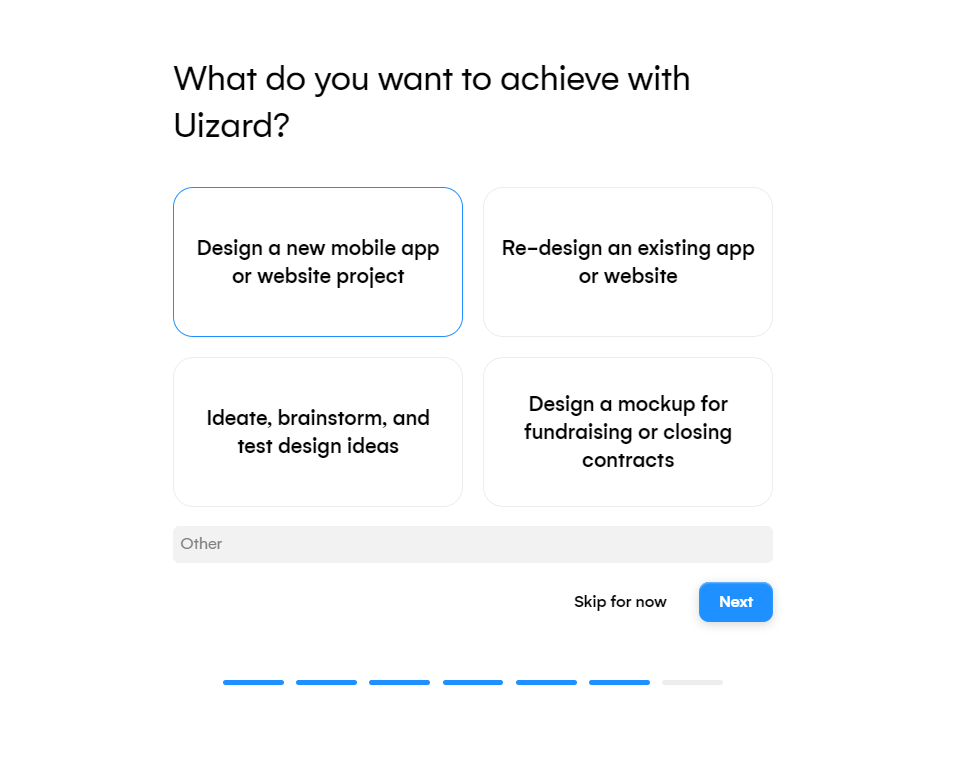 What do you want to achieve with
Uizard?
Design a new mobile app
or website project
Re-design an existing app
or website
Ideate, brainstorm, and
test design ideas
Design a mockup for
fundraising or closing
contracts
Other
Skip for now
Next